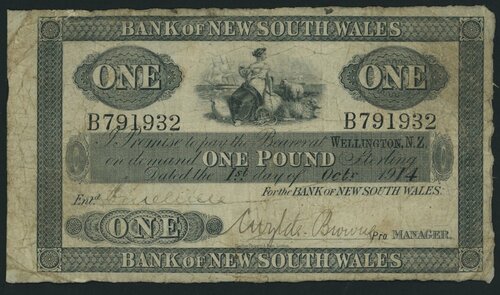 BANK OF NEW SOUTH WALES
ONE ONE
B791932 B791932
I Promise to pay the Bearer at WELLINGTON, N.Z.
on demand ONE POUND Sterling
Dated the 1st day of Octr 1914
For the BANK OF NEW SOUTH WALES.
Entd.
ONE
Pro MANAGER.
BANK OF NEW SOUTH WALES